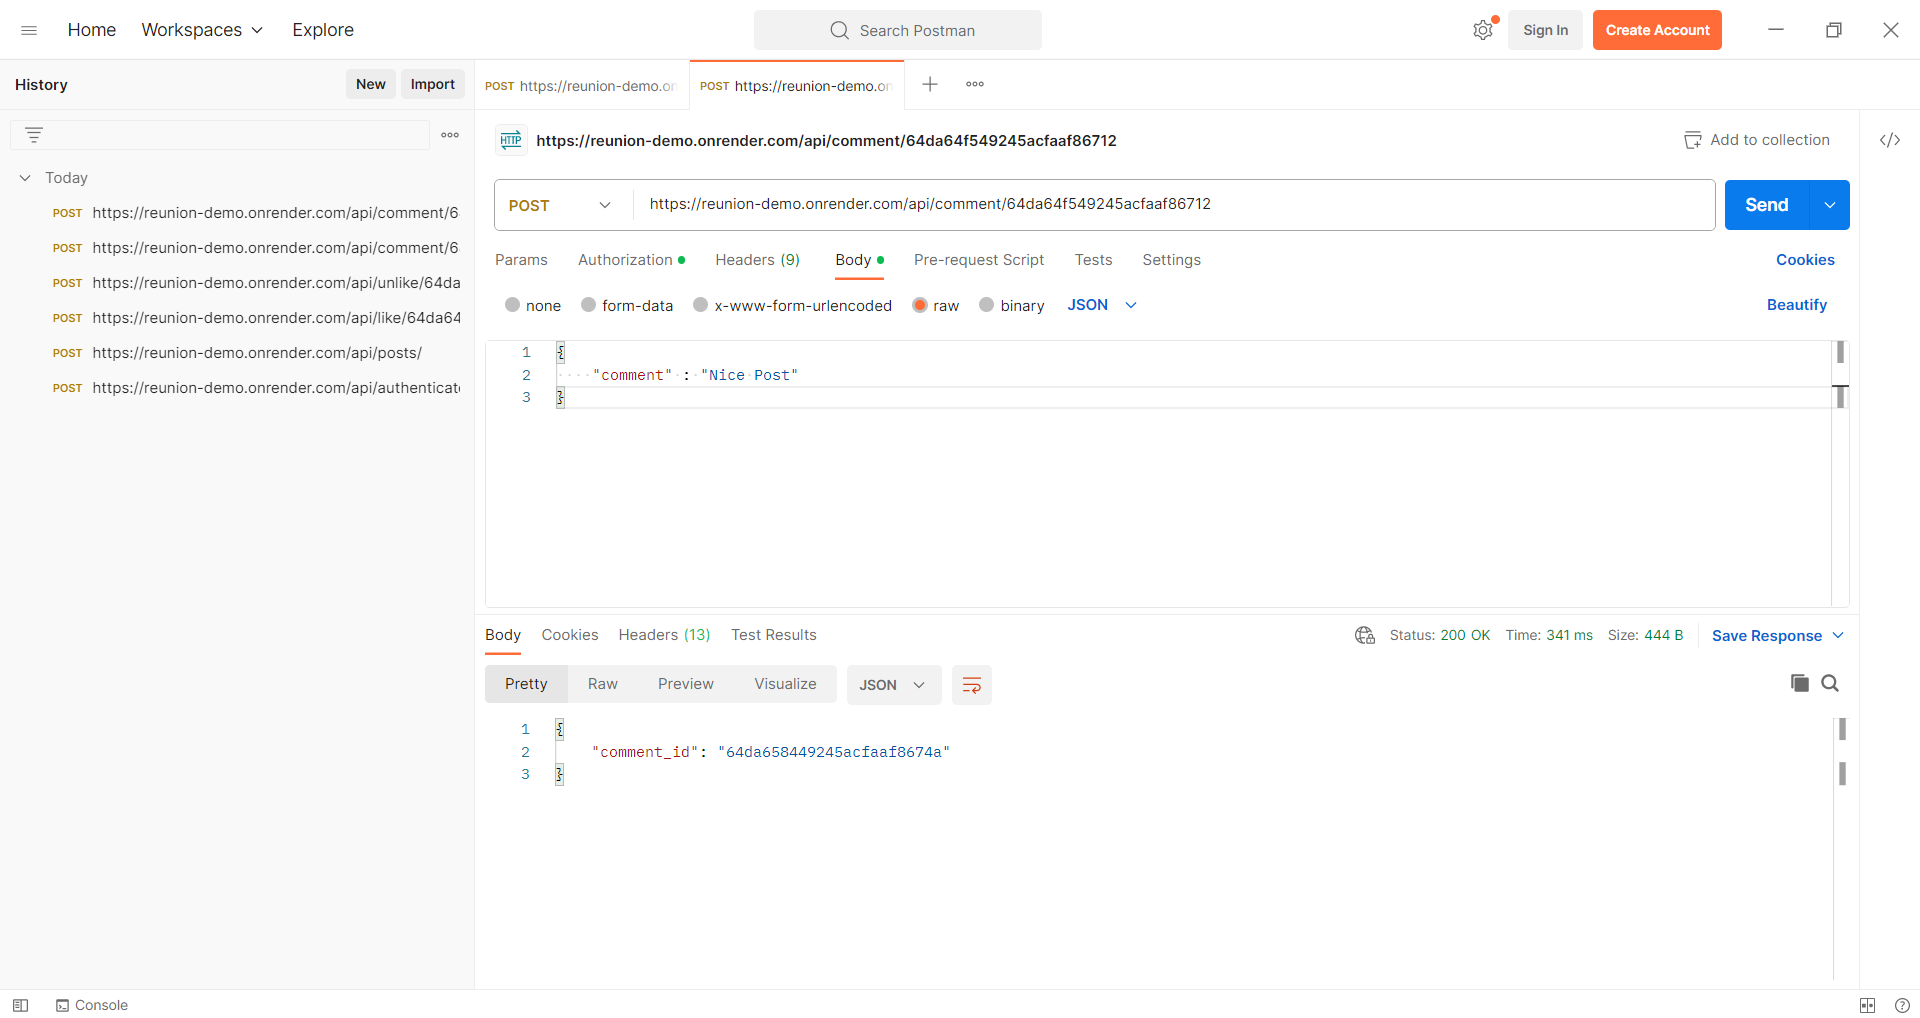 Home Workspaces Explore
Search Postman
Sign In Create Account
History New Import
POST https://reunion-demo.on
POST https://reunion-demo.on
Today
POST https://reunion-demo.onrender.com/api/comment/6
POST https://reunion-demo.onrender.com/api/comment/6
POST https://reunion-demo.onrender.com/api/unlike/64da
POST https://reunion-demo.onrender.com/api/like/64da64
POST https://reunion-demo.onrender.com/api/posts/
POST https://reunion-demo.onrender.com/api/authenticate
HTTP https://reunion-demo.onrender.com/api/comment/64da64f549245acfaaf86712
Add to collection
</>
POST https://reunion-demo.onrender.com/api/comment/64da64f549245acfaaf86712
Send
Params Authorization Headers (9) Body Pre-request Script Tests Settings Cookies
none form-data x-www-form-urlencoded raw binary JSON Beautify
1 {
2 "comment" : "Nice Post"
3 }
Body Cookies Headers (13) Test Results
Status: 200 OK Time: 341 ms Size: 444 B Save Response
Pretty Raw Preview Visualize JSON
1 {
2 "comment_id": "64da658449245acfaaf8674a"
3 }
Console